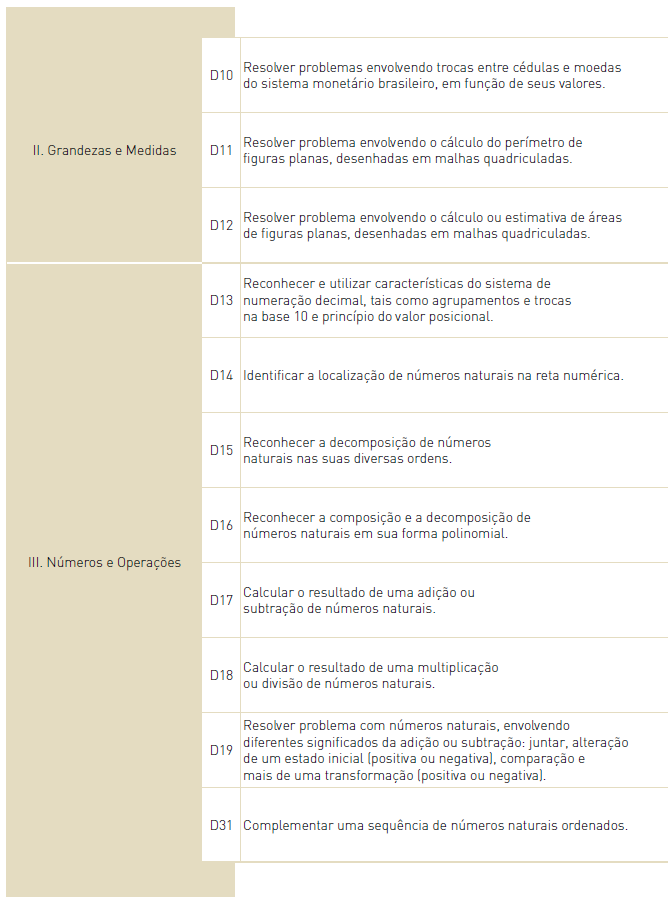 II. Grandezas e Medidas
D10
Resolver problemas envolvendo trocas entre cédulas e moedas
do sistema monetário brasileiro, em função de seus valores.
D11
Resolver problema envolvendo o cálculo do perímetro de
figuras planas, desenhadas em malhas quadriculadas.
D12
Resolver problema envolvendo o cálculo ou estimativa de áreas
de figuras planas, desenhadas em malhas quadriculadas.
III. Números e Operações
D13
Reconhecer e utilizar características do sistema de
numeração decimal, tais como agrupamentos e trocas
na base 10 e princípio do valor posicional.
D14
Identificar a localização de números naturais na reta numérica.
D15
Reconhecer a decomposição de números
naturais nas suas diversas ordens.
D16
Reconhecer a composição e a decomposição de
números naturais em sua forma polinomial.
D17
Calcular o resultado de uma adição ou
subtração de números naturais.
D18
Calcular o resultado de uma multiplicação
ou divisão de números naturais.
D19
Resolver problema com números naturais, envolvendo
diferentes significados da adição ou subtração: juntar, alteração
de um estado inicial (positiva ou negativa), comparação e
mais de uma transformação (positiva ou negativa).
D31
Complementar uma sequência de números naturais ordenados.